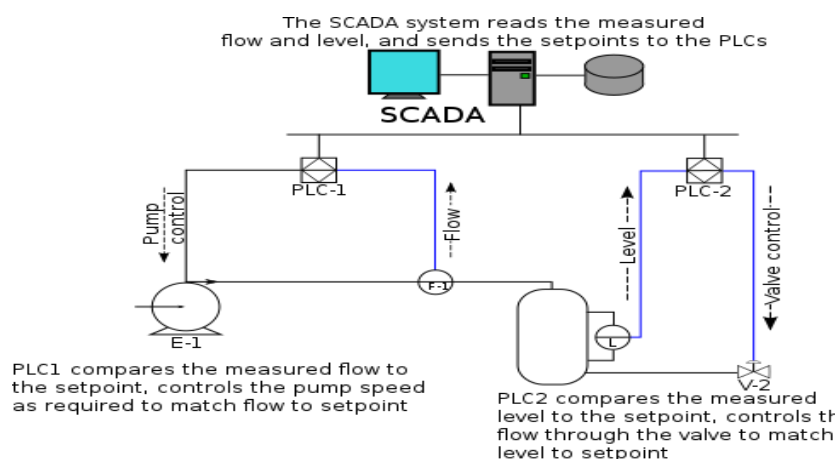 The SCADA system reads the measured
flow and level, and sends the setpoints to the PLCs
SCADA
PLC-1
PLC-2
Pump
control
Flow
Level
Valve control
F-1
L
E-1
V-2
PLC1 compares the measured flow to
the setpoint, controls the pump speed
as required to match flow to setpoint
PLC2 compares the measured
level to the setpoint, controls th
flow through the valve to match
level to setpoint